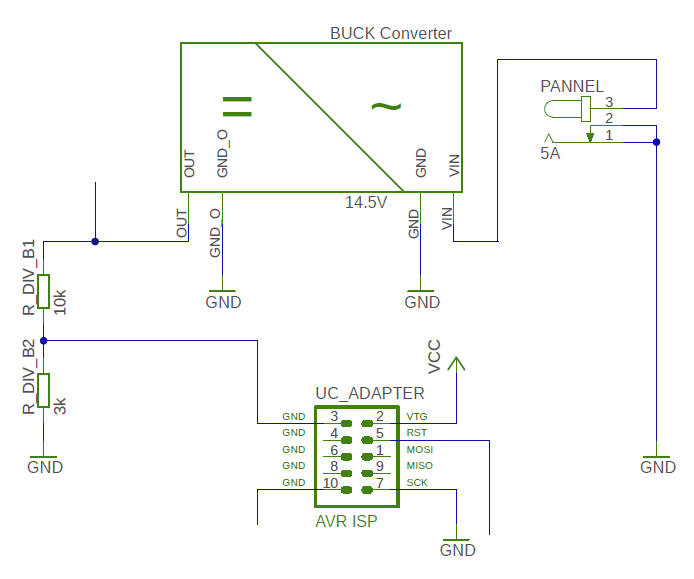 BUCK Converter
OUT
GND_O
GND
VIN
14.5V
OUT
GND_O
GND
VIN
GND
GND
PANNEL
3
2
1
5A
GND
R_DIV_B1
10k
R_DIV_B2
3k
GND
VCC
UC_ADAPTER
GND 3 2 VTG
GND 4 5 RST
GND 6 1 MOSI
GND 8 9 MISO
GND 10 7 SCK
AVR ISP
GND